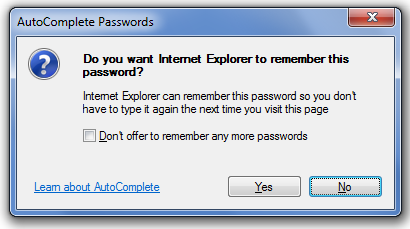 AutoComplete Passwords
Do you want Internet Explorer to remember this
password?
Internet Explorer can remember this password so you don't
have to type it again the next time you visit this page
Don't offer to remember any more passwords
Learn about AutoComplete
Yes
No